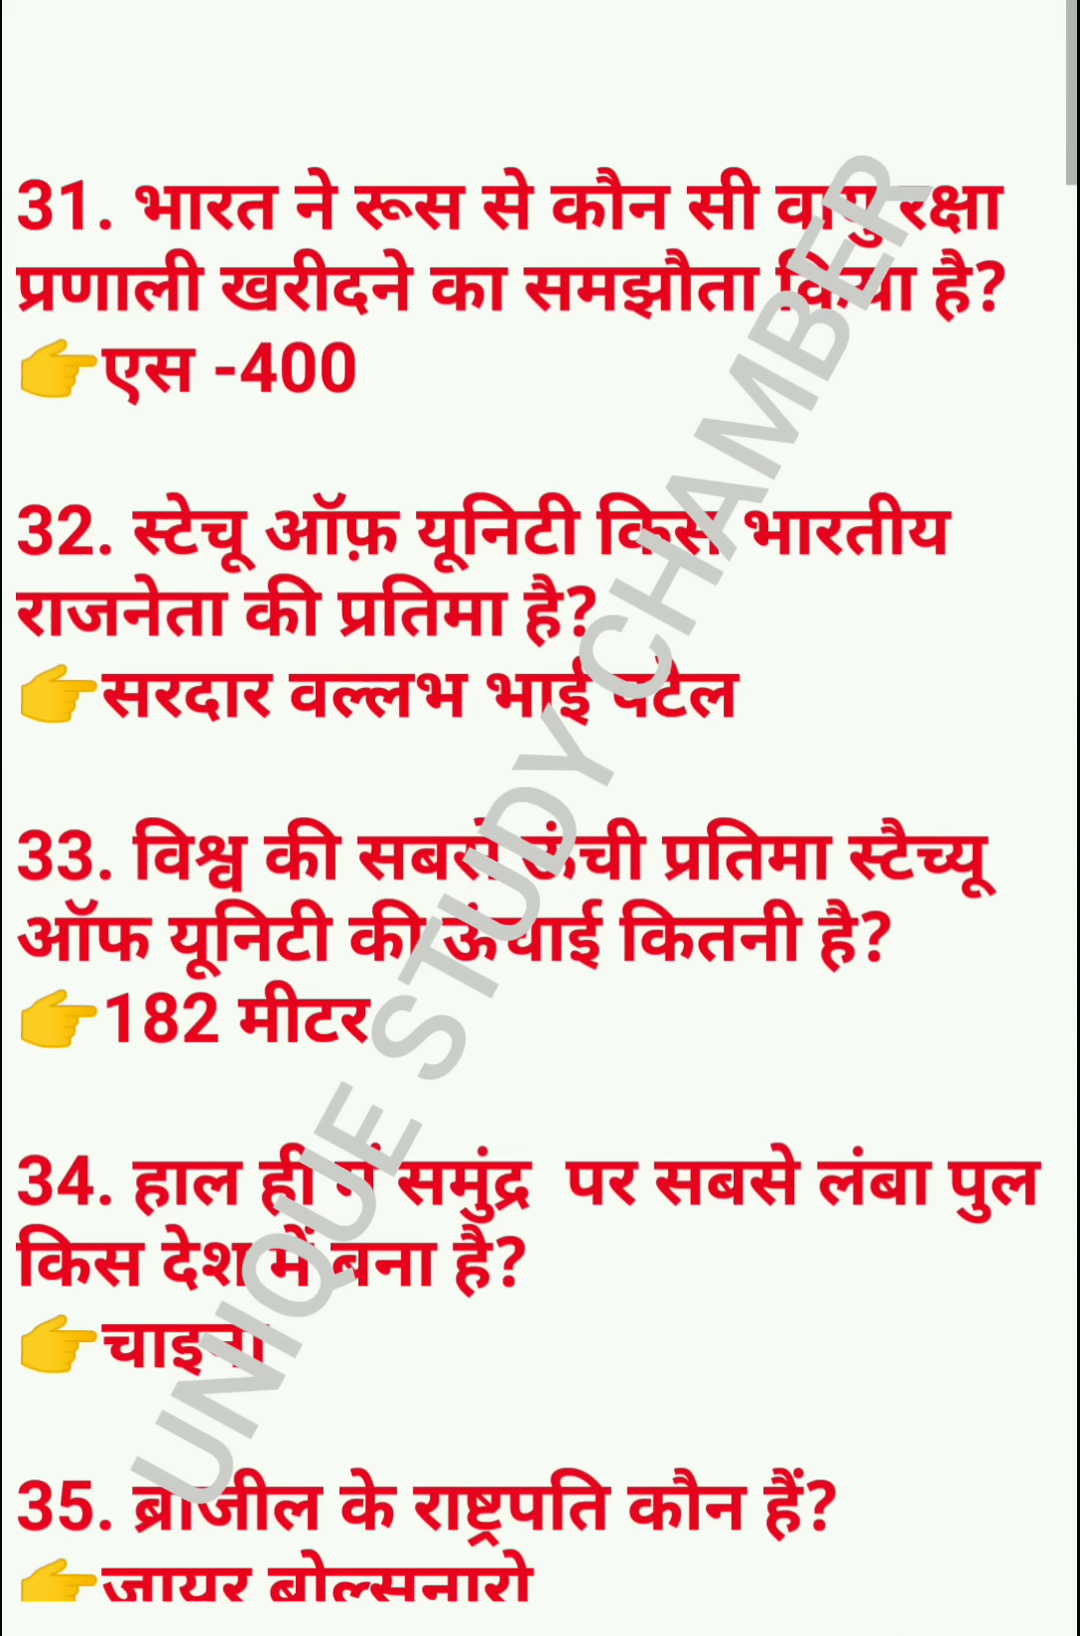 31. भारत ने रूस से कौन सी वायु रक्षा
प्रणाली खरीदने का समझौता किया है?
👉एस -400
32. स्टेचू ऑफ़ यूनिटी किस भारतीय
राजनेता की प्रतिमा है?
👉सरदार वल्लभ भाई पटेल
33. विश्व की सबसे ऊंची प्रतिमा स्टैच्यू
ऑफ यूनिटी की ऊंचाई कितनी है?
👉182 मीटर
34. हाल ही में समुंद्र पर सबसे लंबा पुल
किस देश में बना है?
👉चाइना
35. ब्राजील के राष्ट्रपति कौन हैं?
👉जायर बोल्सनारो
UNIQUE STUDY CHAMBER